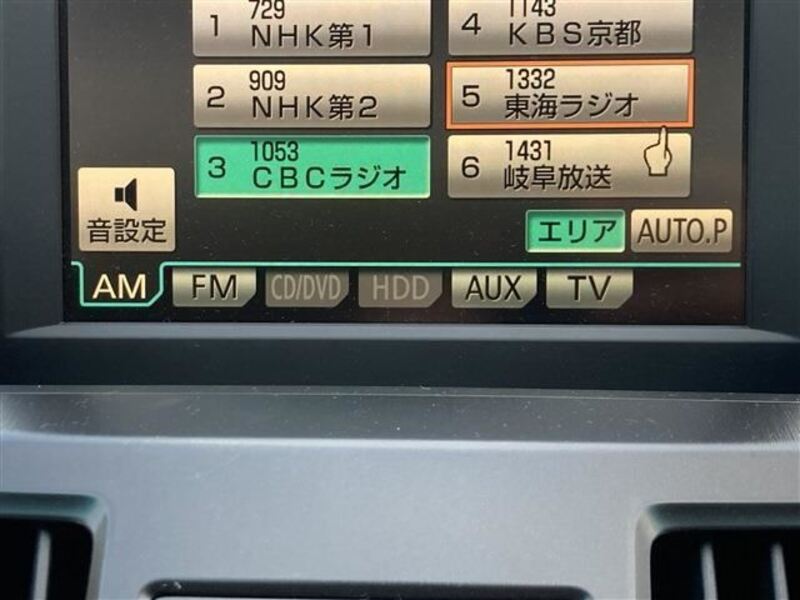 1 729
NHK第1
4 1143
KBS京都
2 909
NHK第2
5 1332
東海ラジオ
3 1053
CBCラジオ
6 1431
岐阜放送
音設定
エリア AUTO.P
AM FM CD/DVD HDD AUX TV